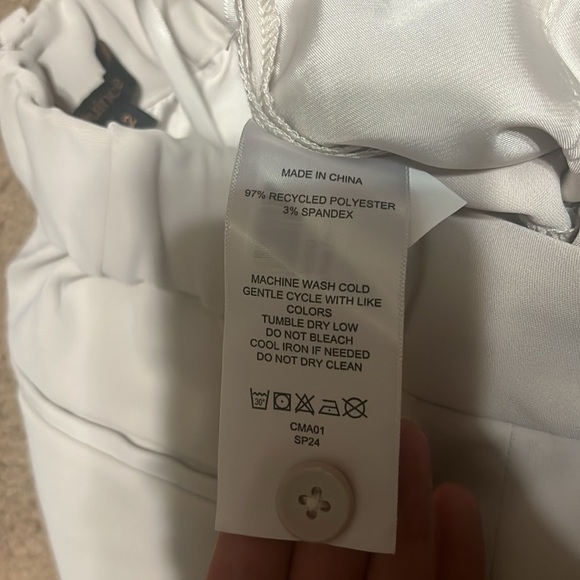 MADE IN CHINA
97% RECYCLED POLYESTER
3% SPANDEX
MACHINE WASH COLD
GENTLE CYCLE WITH LIKE
COLORS
TUMBLE DRY LOW
DO NOT BLEACH
COOL IRON IF NEEDED
DO NOT DRY CLEAN
30°
CMA01
SP24
2